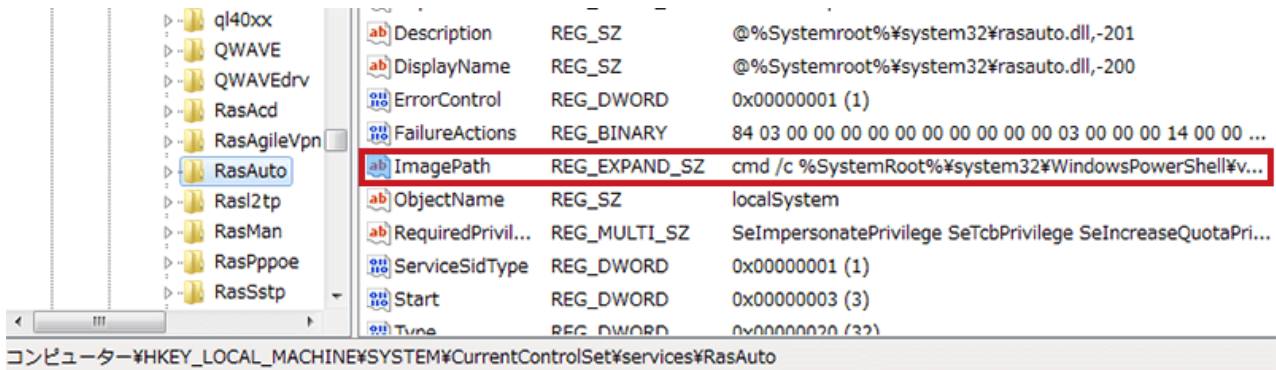 ql40xx
QWAVE
QWAVEdrv
RasAcd
RasAgileVpn
RasAuto
Rasl2tp
RasMan
RasPppoe
RasSstp
Description REG_SZ @%Systemroot%¥system32¥rasauto.dll,-201
DisplayName REG_SZ @%Systemroot%¥system32¥rasauto.dll,-200
ErrorControl REG_DWORD 0x00000001 (1)
FailureActions REG_BINARY 84 03 00 00 00 00 00 00 00 00 00 00 03 00 00 00 14 00 00 ...
ImagePath REG_EXPAND_SZ cmd /c %SystemRoot%¥system32¥WindowsPowerShell¥v...
ObjectName REG_SZ localSystem
RequiredPrivil... REG_MULTI_SZ SeImpersonatePrivilege SeTcbPrivilege SeIncreaseQuotaPri...
ServiceSidType REG_DWORD 0x00000001 (1)
Start REG_DWORD 0x00000003 (3)
Type REG_DWORD 0x00000020 (32)
コンピューター¥HKEY_LOCAL_MACHINE¥SYSTEM¥CurrentControlSet¥services¥RasAuto